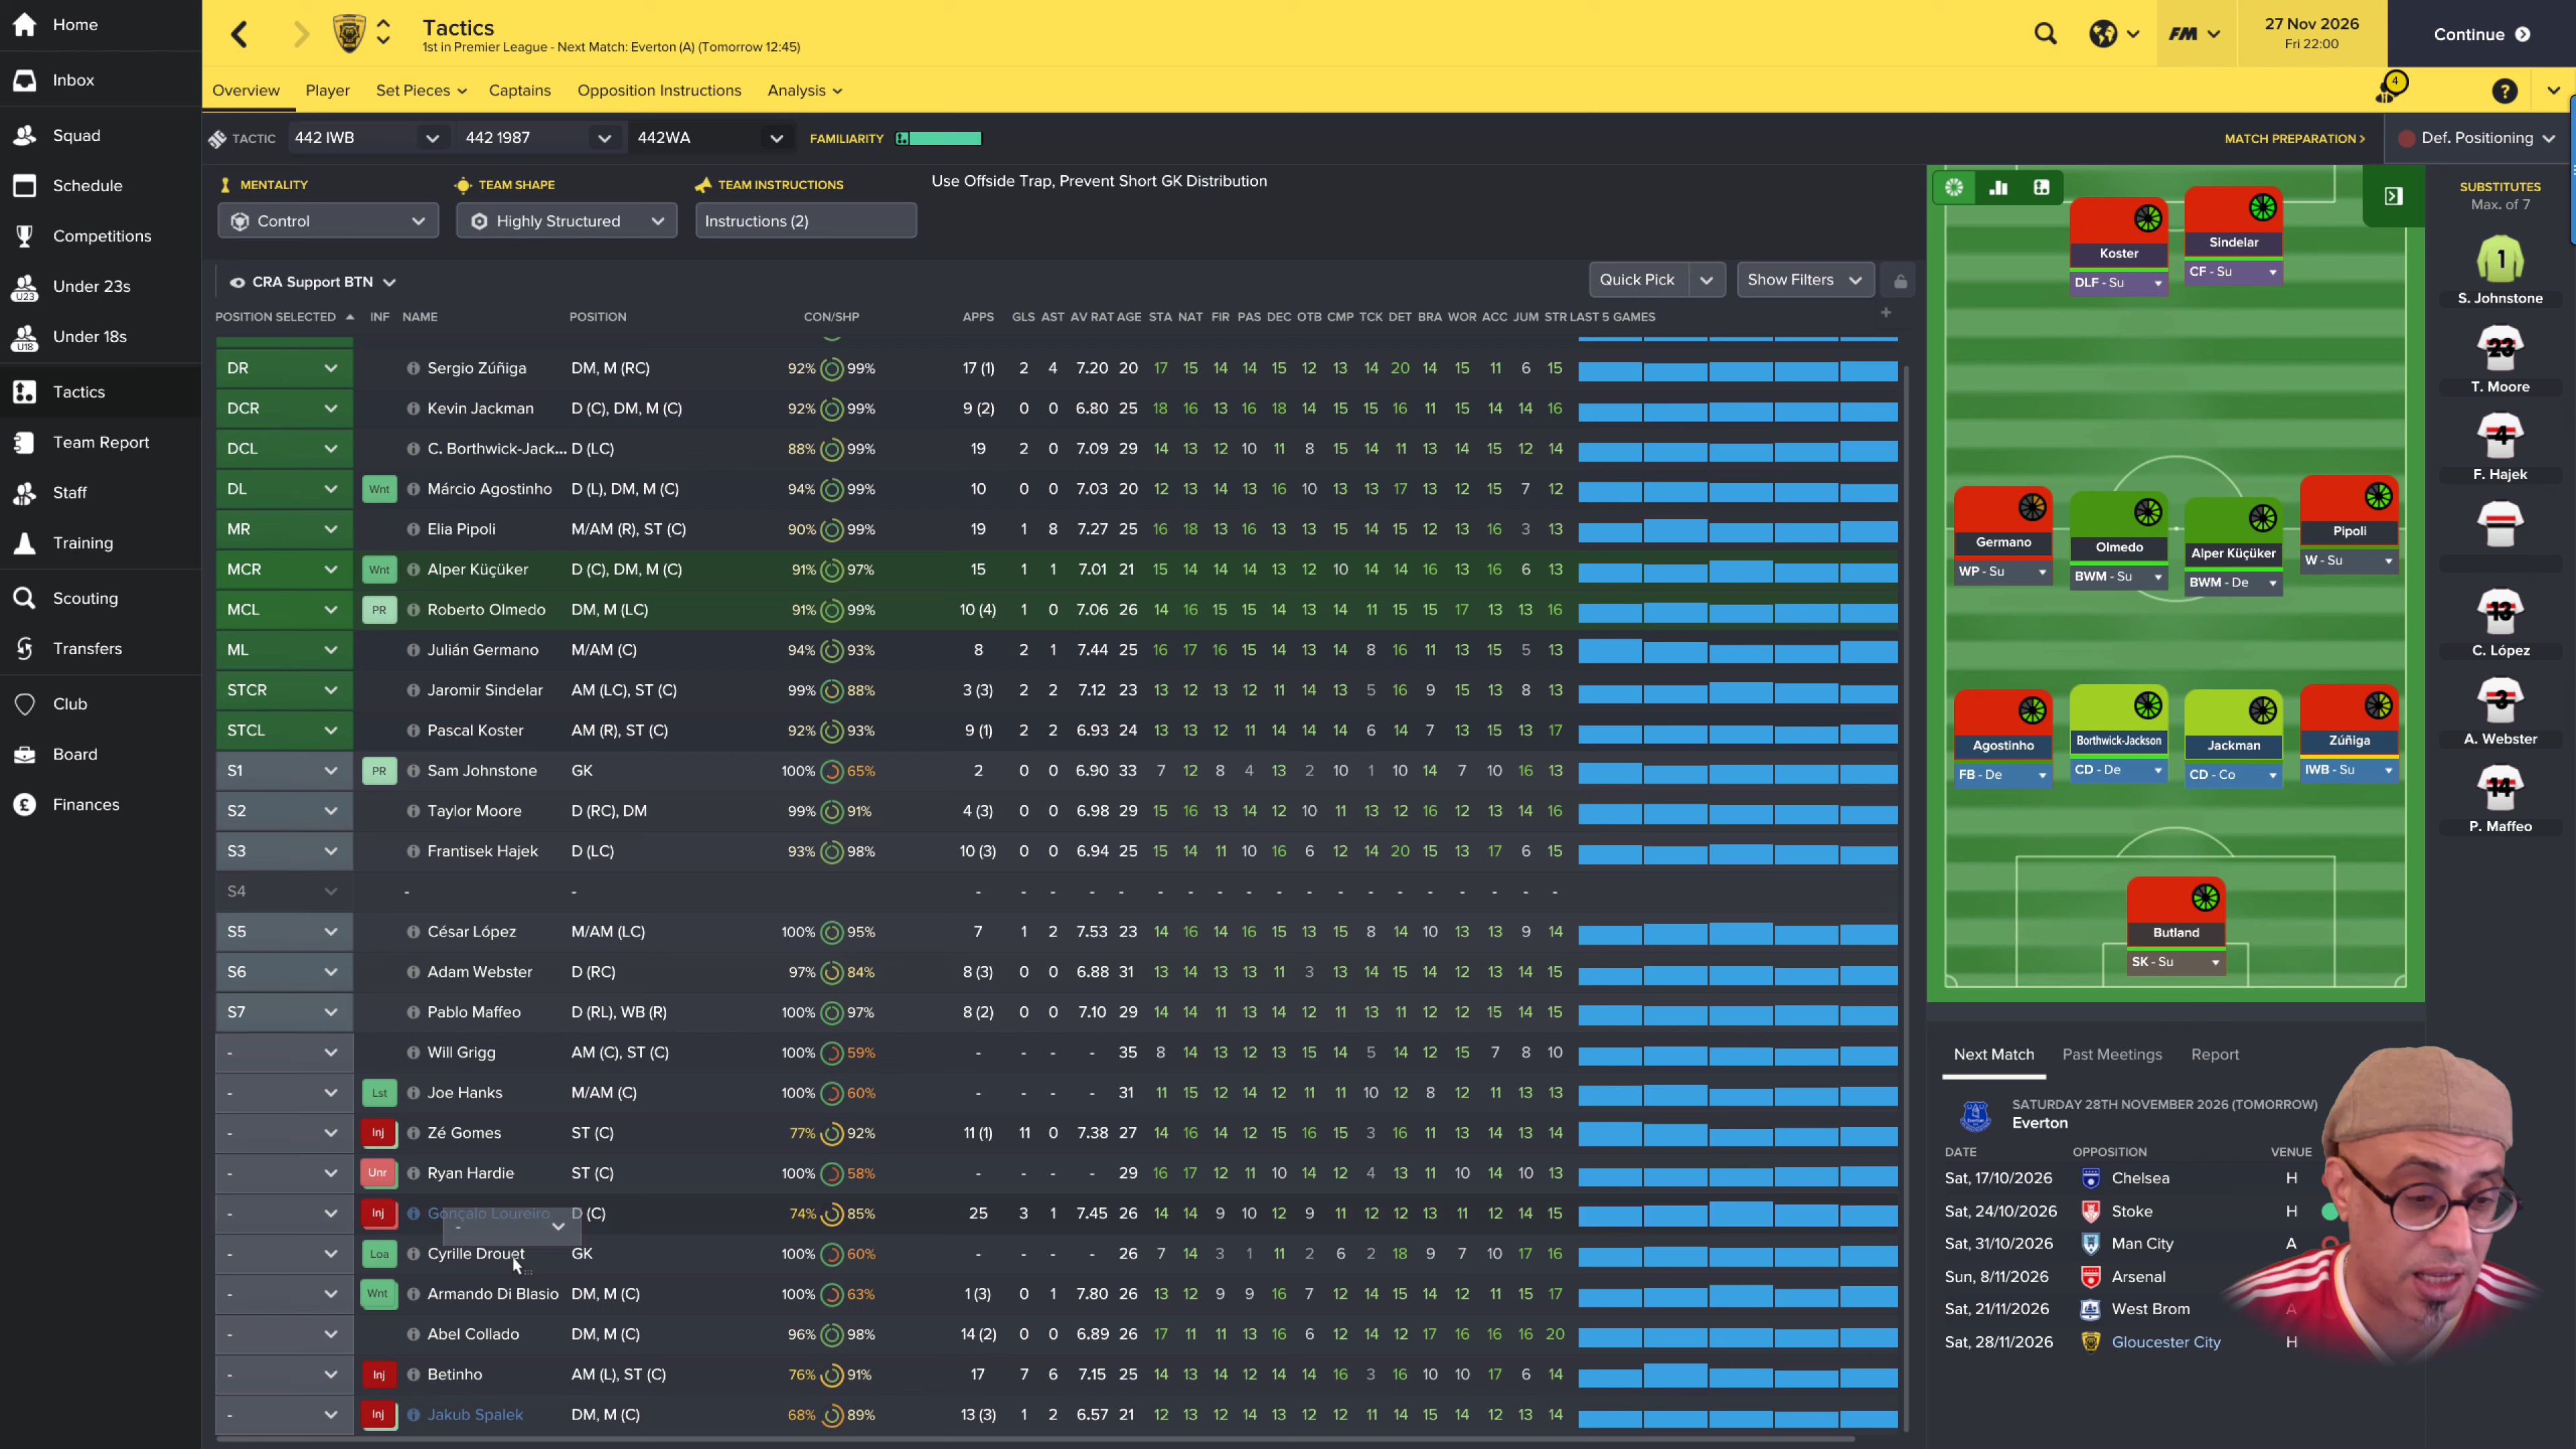 Home
Inbox
Squad
Schedule
Competitions
U23 Under 23s
U18 Under 18s
Tactics
Team Report
Staff
Training
Scouting
Transfers
Club
Board
Finances
Tactics
1st in Premier League - Next Match: Everton (A) (Tomorrow 12:45)
FM
27 Nov 2026
Fri 22:00
Continue
Overview Player Set Pieces Captains Opposition Instructions Analysis
4
?
TACTIC 442 IWB 442 1987 442WA FAMILIARITY
MATCH PREPARATION > Def. Positioning
MENTALITY TEAM SHAPE TEAM INSTRUCTIONS Use Offside Trap, Prevent Short GK Distribution
Control Highly Structured Instructions (2)
CRA Support BTN Quick Pick Show Filters
POSITION SELECTED INF NAME POSITION CON/SHP APPS GLS AST AV RAT AGE STA NAT FIR PAS DEC OTB CMP TCK DET BRA WOR ACC JUM STR LAST 5 GAMES +
DR Sergio Zúñiga DM, M (RC) 92% 99% 17 (1) 2 4 7.20 20 17 15 14 14 15 12 13 14 20 14 15 11 6 15
DCR Kevin Jackman D (C), DM, M (C) 92% 99% 9 (2) 0 0 6.80 25 18 16 13 16 18 14 15 15 16 11 15 14 14 16
DCL C. Borthwick-Jack... D (LC) 88% 99% 19 2 0 7.09 29 14 13 12 10 11 8 15 14 11 13 14 15 12 14
DL Wnt Márcio Agostinho D (L), DM, M (C) 94% 99% 10 0 0 7.03 20 12 13 14 13 16 10 13 13 17 13 12 15 7 12
MR Elia Pipoli M/AM (R), ST (C) 90% 99% 19 1 8 7.27 25 16 18 13 16 13 13 15 14 15 12 13 16 3 13
MCR Wnt Alper Küçüker D (C), DM, M (C) 91% 97% 15 1 1 7.01 21 15 14 14 14 13 12 10 14 14 16 13 16 6 13
MCL PR Roberto Olmedo DM, M (LC) 91% 99% 10 (4) 1 0 7.06 26 14 16 15 15 14 13 14 11 15 15 17 13 13 16
ML Julián Germano M/AM (C) 94% 93% 8 2 1 7.44 25 16 17 16 15 14 13 14 8 16 11 13 15 5 13
STCR Jaromir Sindelar AM (LC), ST (C) 99% 88% 3 (3) 2 2 7.12 23 13 12 13 12 11 14 13 5 16 9 15 13 8 13
STCL Pascal Koster AM (R), ST (C) 92% 93% 9 (1) 2 2 6.93 24 13 13 12 11 14 14 14 6 14 7 13 15 13 17
S1 PR Sam Johnstone GK 100% 65% 2 0 0 6.90 33 7 12 8 4 13 2 10 1 10 14 7 10 16 13
S2 Taylor Moore D (RC), DM 99% 91% 4 (3) 0 0 6.98 29 15 16 13 14 12 10 11 13 12 16 12 13 14 16
S3 Frantisek Hajek D (LC) 93% 98% 10 (3) 0 0 6.94 25 15 14 11 10 16 6 12 14 20 15 13 17 6 15
S4 - - - - - - - - - - - - - - - - - - - - -
S5 César López M/AM (LC) 100% 95% 7 1 2 7.53 23 14 16 14 16 15 13 15 8 14 10 13 13 9 14
S6 Adam Webster D (RC) 97% 84% 8 (3) 0 0 6.88 31 13 14 13 13 11 3 13 14 15 14 12 13 14 15
S7 Pablo Maffeo D (RL), WB (R) 100% 97% 8 (2) 0 0 7.10 29 14 14 11 13 14 12 11 13 11 12 12 15 14 15
- Will Grigg AM (C), ST (C) 100% 59% - - - - 35 8 14 13 12 13 15 14 5 14 12 15 7 8 10
- Lst Joe Hanks M/AM (C) 100% 60% - - - - 31 11 15 12 14 12 11 11 10 12 8 12 11 13 13
- Inj Zé Gomes ST (C) 77% 92% 11 (1) 11 0 7.38 27 14 16 14 12 15 16 15 3 16 11 13 14 13 14
- Unr Ryan Hardie ST (C) 100% 58% - - - - 29 16 17 12 11 10 14 12 4 13 11 10 14 10 13
- Inj Gonçalo Loureiro D (C) 74% 85% 25 3 1 7.45 26 14 14 9 10 12 9 11 12 12 13 11 12 14 15
-
- Loa Cyrille Drouet GK 100% 60% - - - - 26 7 14 3 1 11 2 6 2 18 9 7 10 17 16
- Wnt Armando Di Blasio DM, M (C) 100% 63% 1 (3) 0 1 7.80 26 13 12 9 9 16 7 12 14 15 14 12 11 15 17
- Abel Collado DM, M (C) 96% 98% 14 (2) 0 0 6.89 26 17 11 11 13 16 6 12 14 12 17 16 16 16 20
- Inj Betinho AM (L), ST (C) 76% 91% 17 7 6 7.15 25 14 13 14 12 14 14 16 3 16 10 10 17 6 14
- Inj Jakub Spalek DM, M (C) 68% 89% 13 (3) 1 2 6.57 21 12 13 12 14 13 12 12 11 14 15 14 12 13 14
Koster
DLF - Su
Sindelar
CF - Su
Germano
WP - Su
Olmedo
BWM - Su
Alper Küçüker
BWM - De
Pipoli
W - Su
Agostinho
FB - De
Borthwick-Jackson
CD - De
Jackman
CD - Co
Zúñiga
IWB - Su
Butland
SK - Su
SUBSTITUTES
Max. of 7
1
S. Johnstone
23
T. Moore
4
F. Hajek
13
C. López
3
A. Webster
14
P. Maffeo
Next Match Past Meetings Report
SATURDAY 28TH NOVEMBER 2026 (TOMORROW)
Everton
DATE OPPOSITION VENUE
Sat, 17/10/2026 Chelsea H
Sat, 24/10/2026 Stoke H
Sat, 31/10/2026 Man City A
Sun, 8/11/2026 Arsenal
Sat, 21/11/2026 West Brom A
Sat, 28/11/2026 Gloucester City H